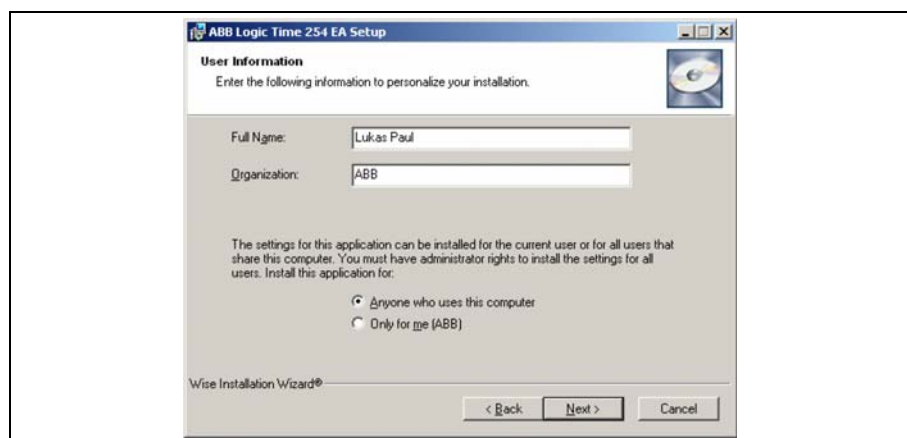 ABB Logic Time 254 EA Setup
User Information
Enter the following information to personalize your installation.
Full Name:
Lukas Paul
Organization:
ABB
The settings for this application can be installed for the current user or for all users that
share this computer. You must have administrator rights to install the settings for all
users. Install this application for:
Anyone who uses this computer
Only for me (ABB)
Wise Installation Wizard®
< Back
Next >
Cancel